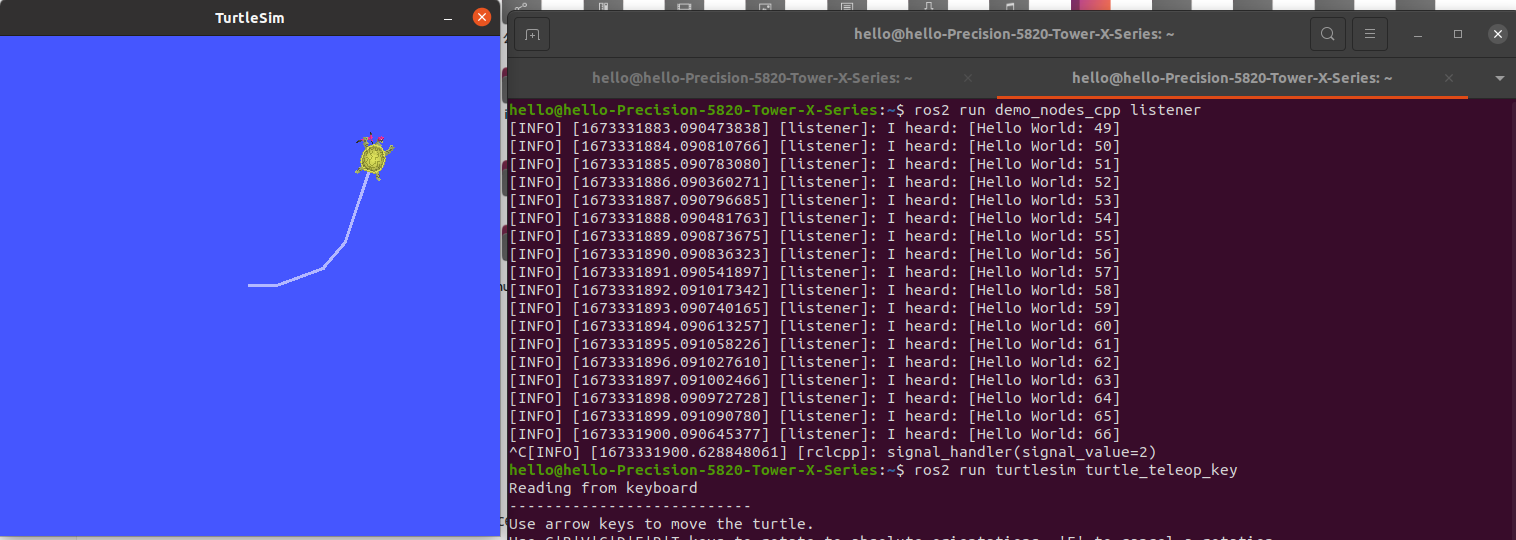 TurtleSim
hello@hello-Precision-5820-Tower-X-Series: ~
hello@hello-Precision-5820-Tower-X-Series: ~
hello@hello-Precision-5820-Tower-X-Series: ~
hello@hello-Precision-5820-Tower-X-Series:~$ ros2 run demo_nodes_cpp listener
[INFO] [1673331883.090473838] [listener]: I heard: [Hello World: 49]
[INFO] [1673331884.090810766] [listener]: I heard: [Hello World: 50]
[INFO] [1673331885.090783080] [listener]: I heard: [Hello World: 51]
[INFO] [1673331886.090360271] [listener]: I heard: [Hello World: 52]
[INFO] [1673331887.090796685] [listener]: I heard: [Hello World: 53]
[INFO] [1673331888.090481763] [listener]: I heard: [Hello World: 54]
[INFO] [1673331889.090873675] [listener]: I heard: [Hello World: 55]
[INFO] [1673331890.090836323] [listener]: I heard: [Hello World: 56]
[INFO] [1673331891.090541897] [listener]: I heard: [Hello World: 57]
[INFO] [1673331892.091017342] [listener]: I heard: [Hello World: 58]
[INFO] [1673331893.090740165] [listener]: I heard: [Hello World: 59]
[INFO] [1673331894.090613257] [listener]: I heard: [Hello World: 60]
[INFO] [1673331895.091058226] [listener]: I heard: [Hello World: 61]
[INFO] [1673331896.091027610] [listener]: I heard: [Hello World: 62]
[INFO] [1673331897.091002466] [listener]: I heard: [Hello World: 63]
[INFO] [1673331898.090972728] [listener]: I heard: [Hello World: 64]
[INFO] [1673331899.091090780] [listener]: I heard: [Hello World: 65]
[INFO] [1673331900.090645377] [listener]: I heard: [Hello World: 66]
^C[INFO] [1673331900.628848061] [rclcpp]: signal_handler(signal_value=2)
hello@hello-Precision-5820-Tower-X-Series:~$ ros2 run turtlesim turtle_teleop_key
Reading from keyboard
---------------------------
Use arrow keys to move the turtle.